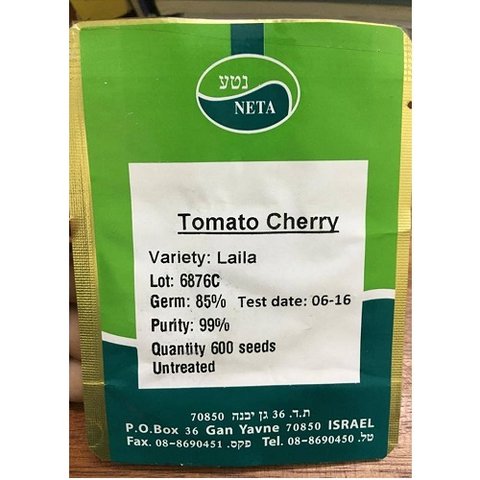 נטע
NETA
Tomato Cherry
Variety: Laila
Lot: 6876C
Germ: 85% Test date: 06-16
Purity: 99%
Quantity 600 seeds
Untreated
ת.ד. 36 גן יבנה 70850
P.O.Box 36 Gan Yavne 70850 ISRAEL
Fax. 08-8690451 .פקס Tel. 08-8690450 .טל